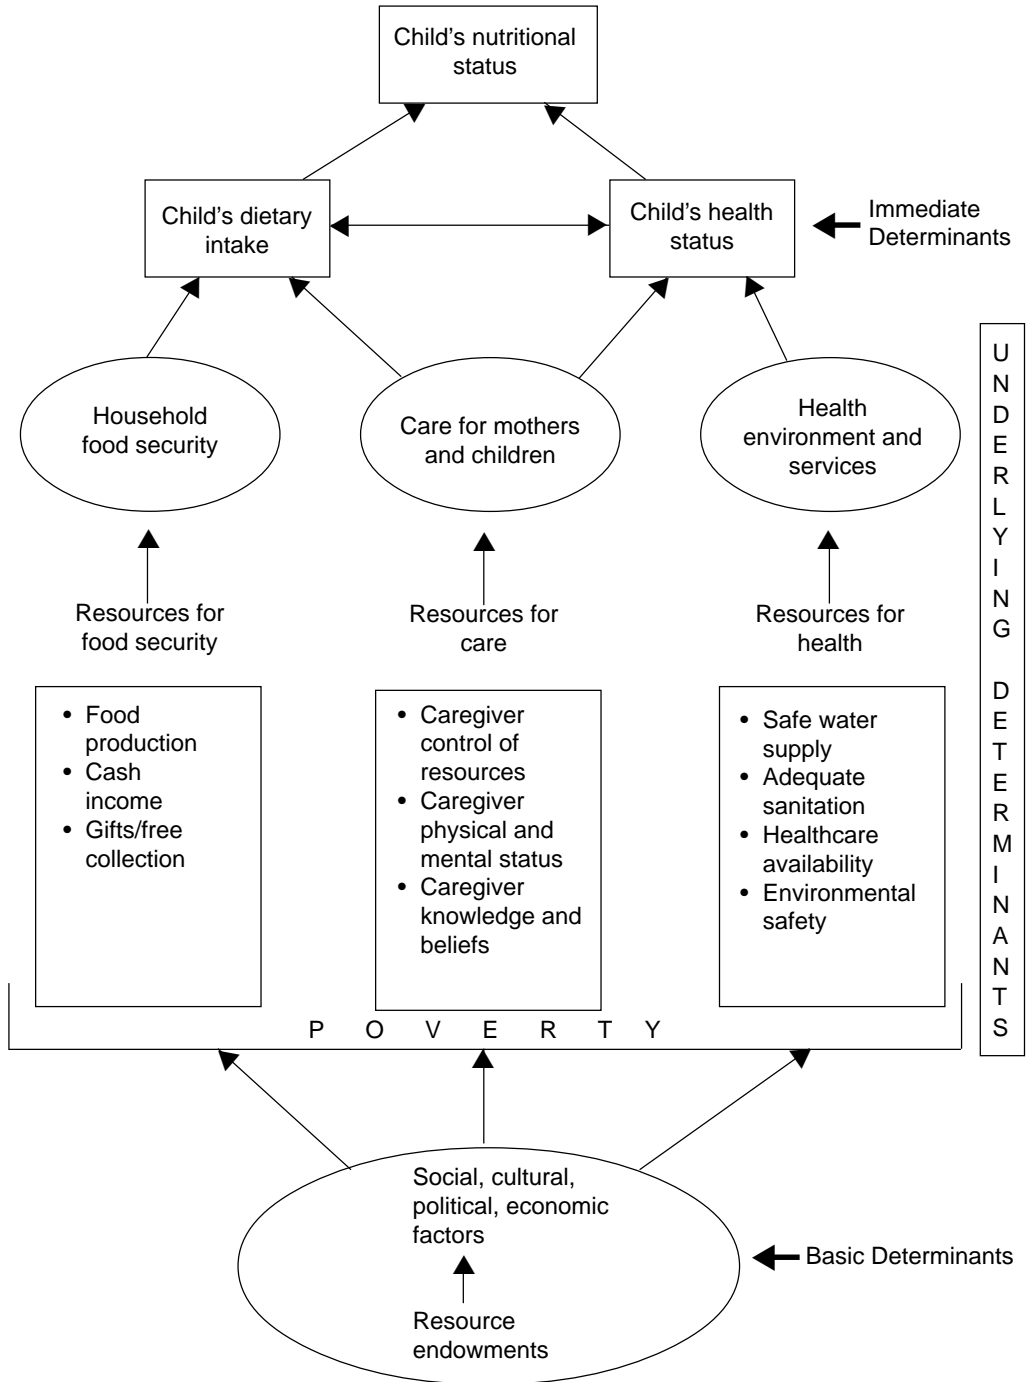 Child's nutritional
status
Child's dietary
intake
Child's health
status
Immediate
Determinants
Household
food security
Care for mothers
and children
Health
environment and
services
UNDERLYING DETERMINANTS
Resources for
food security
Resources for
care
Resources for
health
• Food
production
• Cash
income
• Gifts/free
collection
• Caregiver
control of
resources
• Caregiver
physical and
mental status
• Caregiver
knowledge and
beliefs
• Safe water
supply
• Adequate
sanitation
• Healthcare
availability
• Environmental
safety
P O V E R T Y
Social, cultural,
political, economic
factors
Basic Determinants
Resource
endowments